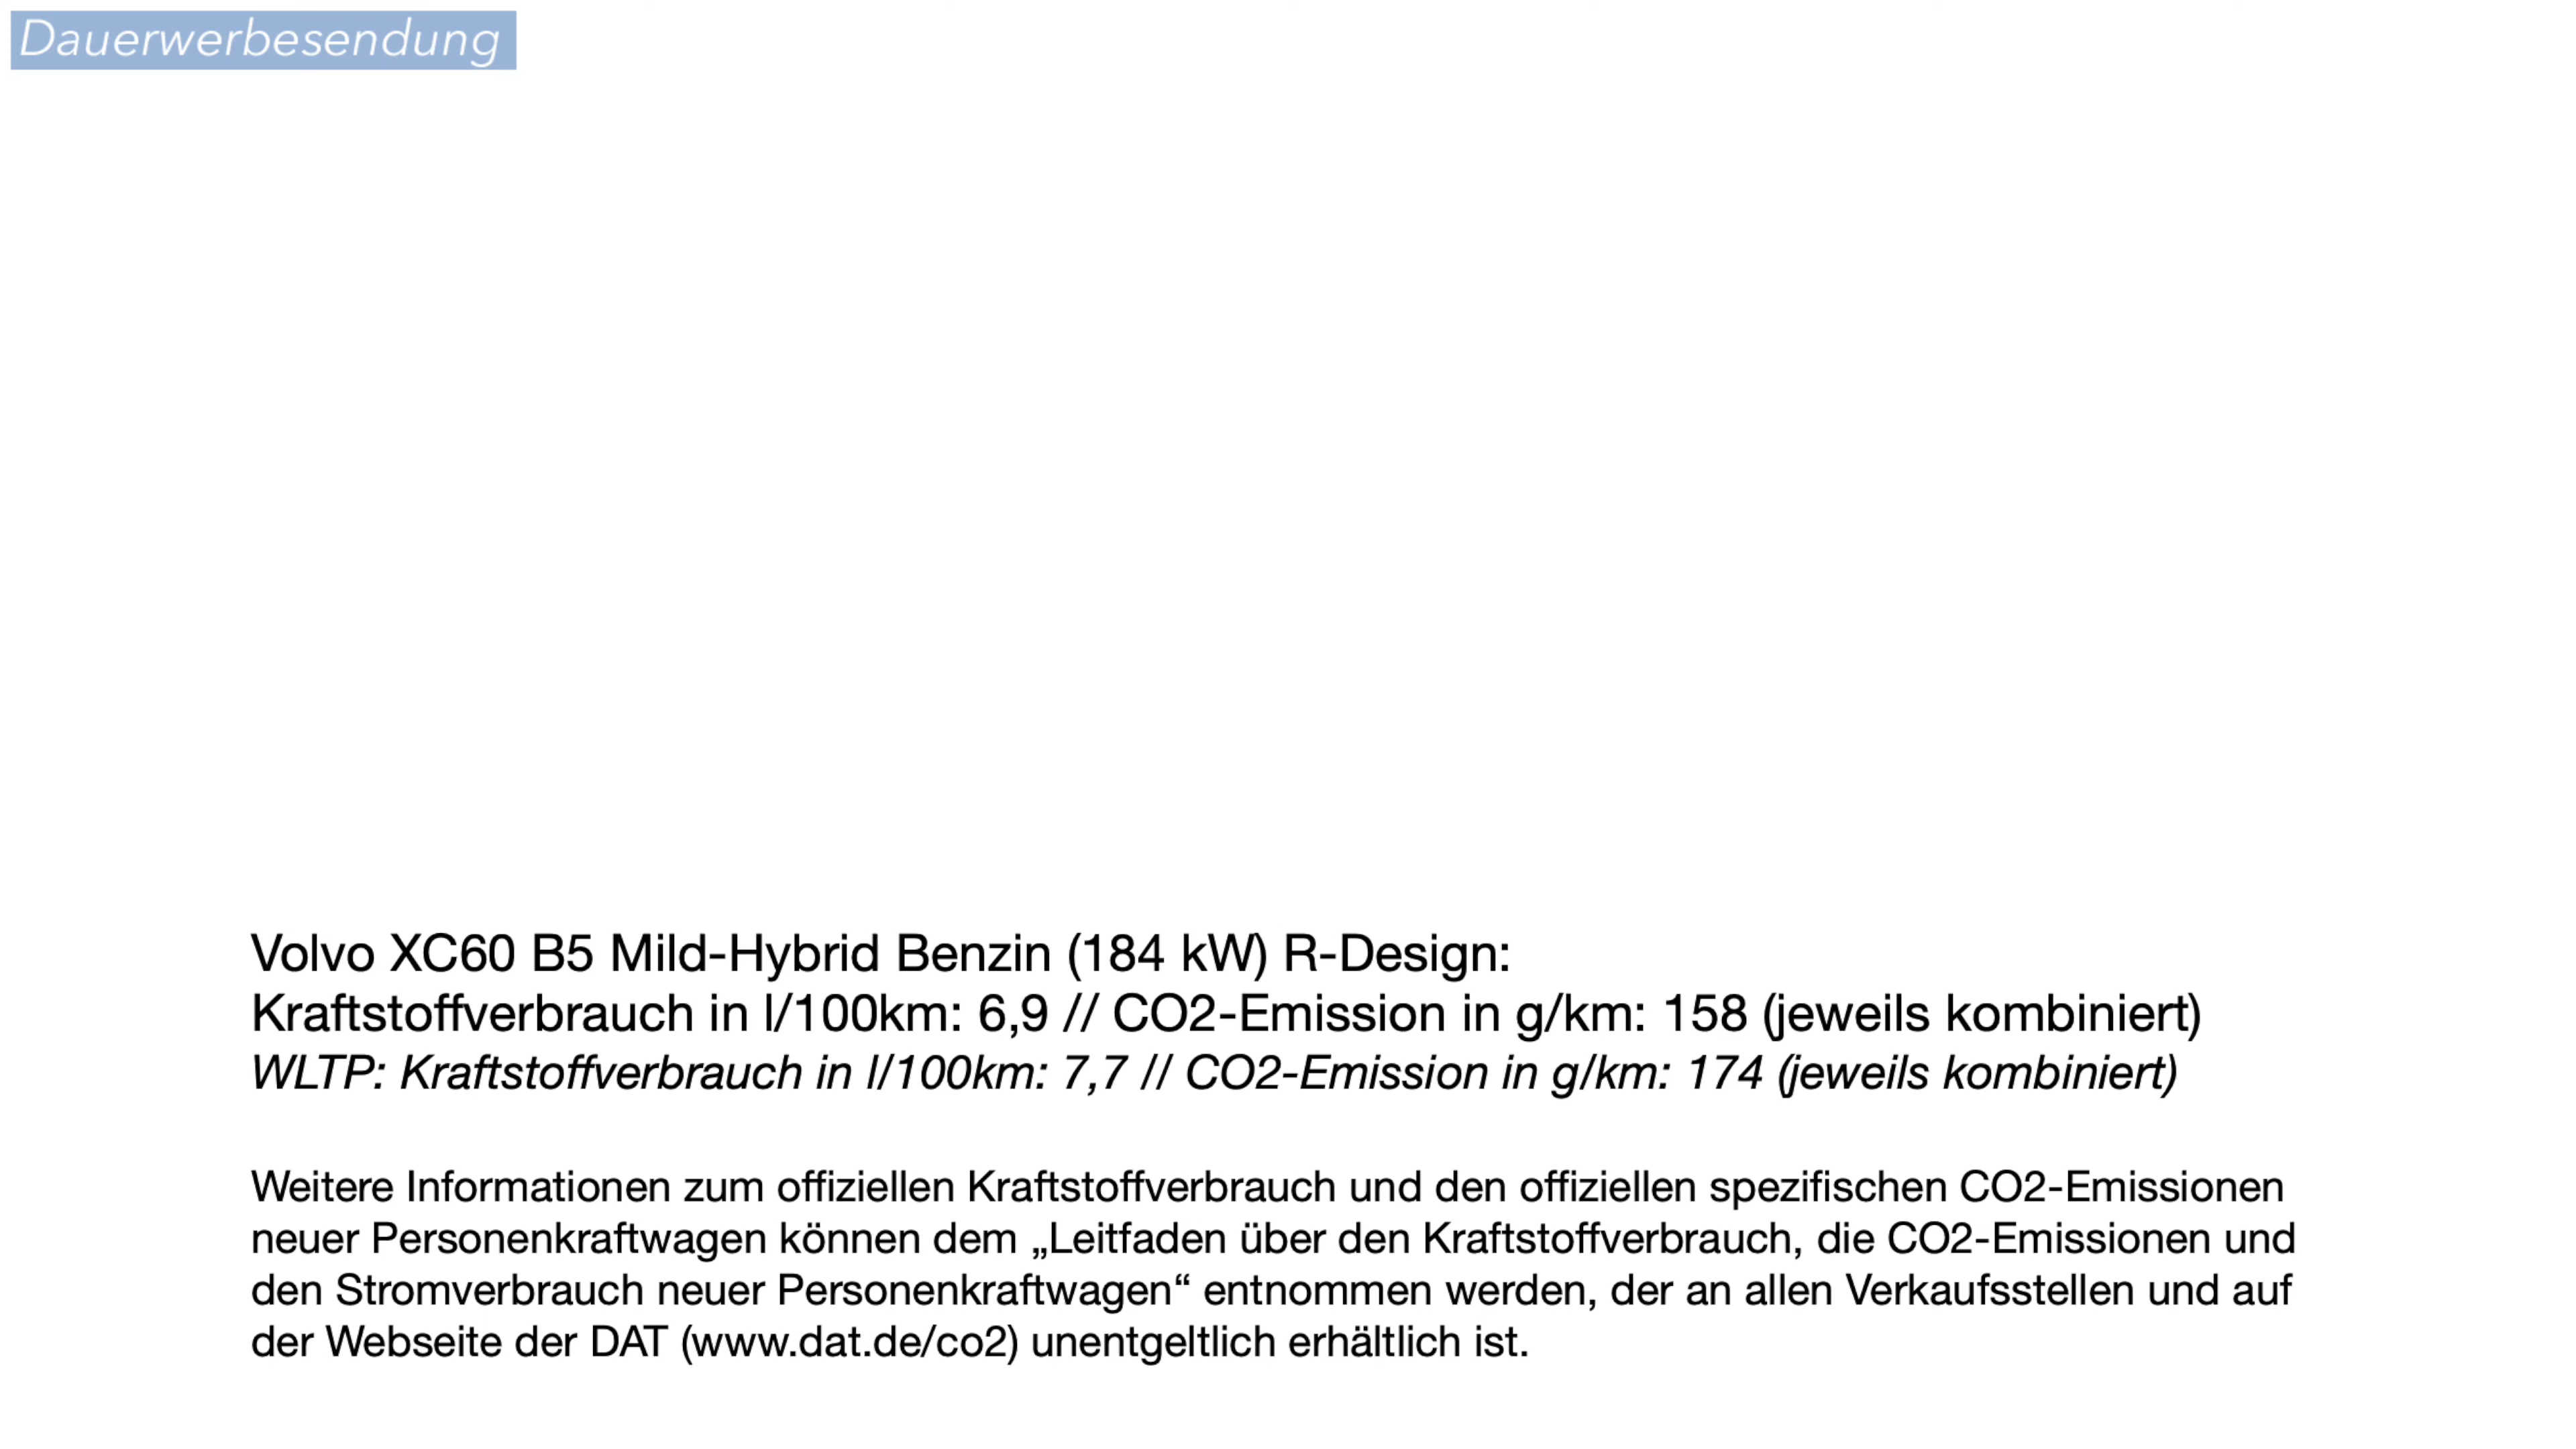 Dauerwerbesendung
Volvo XC60 B5 Mild-Hybrid Benzin (184 kW) R-Design:
Kraftstoffverbrauch in l/100km: 6,9 // CO2-Emission in g/km: 158 (jeweils kombiniert)
WLTP: Kraftstoffverbrauch in l/100km: 7,7 // CO2-Emission in g/km: 174 (jeweils kombiniert)
Weitere Informationen zum offiziellen Kraftstoffverbrauch und den offiziellen spezifischen CO2-Emissionen
neuer Personenkraftwagen können dem „Leitfaden über den Kraftstoffverbrauch, die CO2-Emissionen und
den Stromverbrauch neuer Personenkraftwagen“ entnommen werden, der an allen Verkaufsstellen und auf
der Webseite der DAT (www.dat.de/co2) unentgeltlich erhältlich ist.